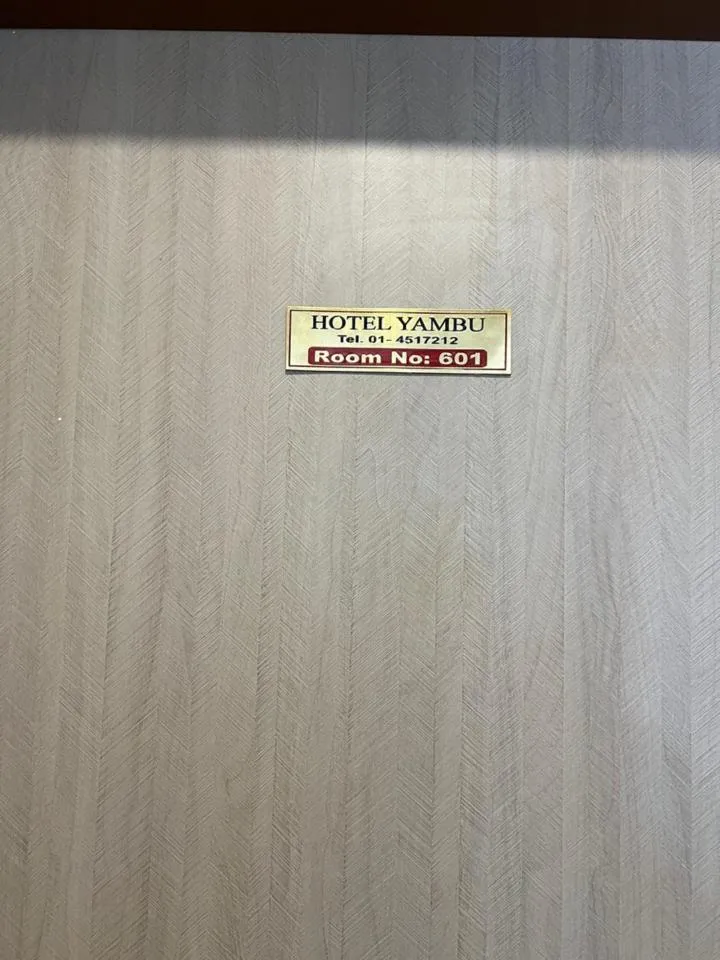 HOTEL YAMBU
Tel. 01- 4517212
Room No: 601